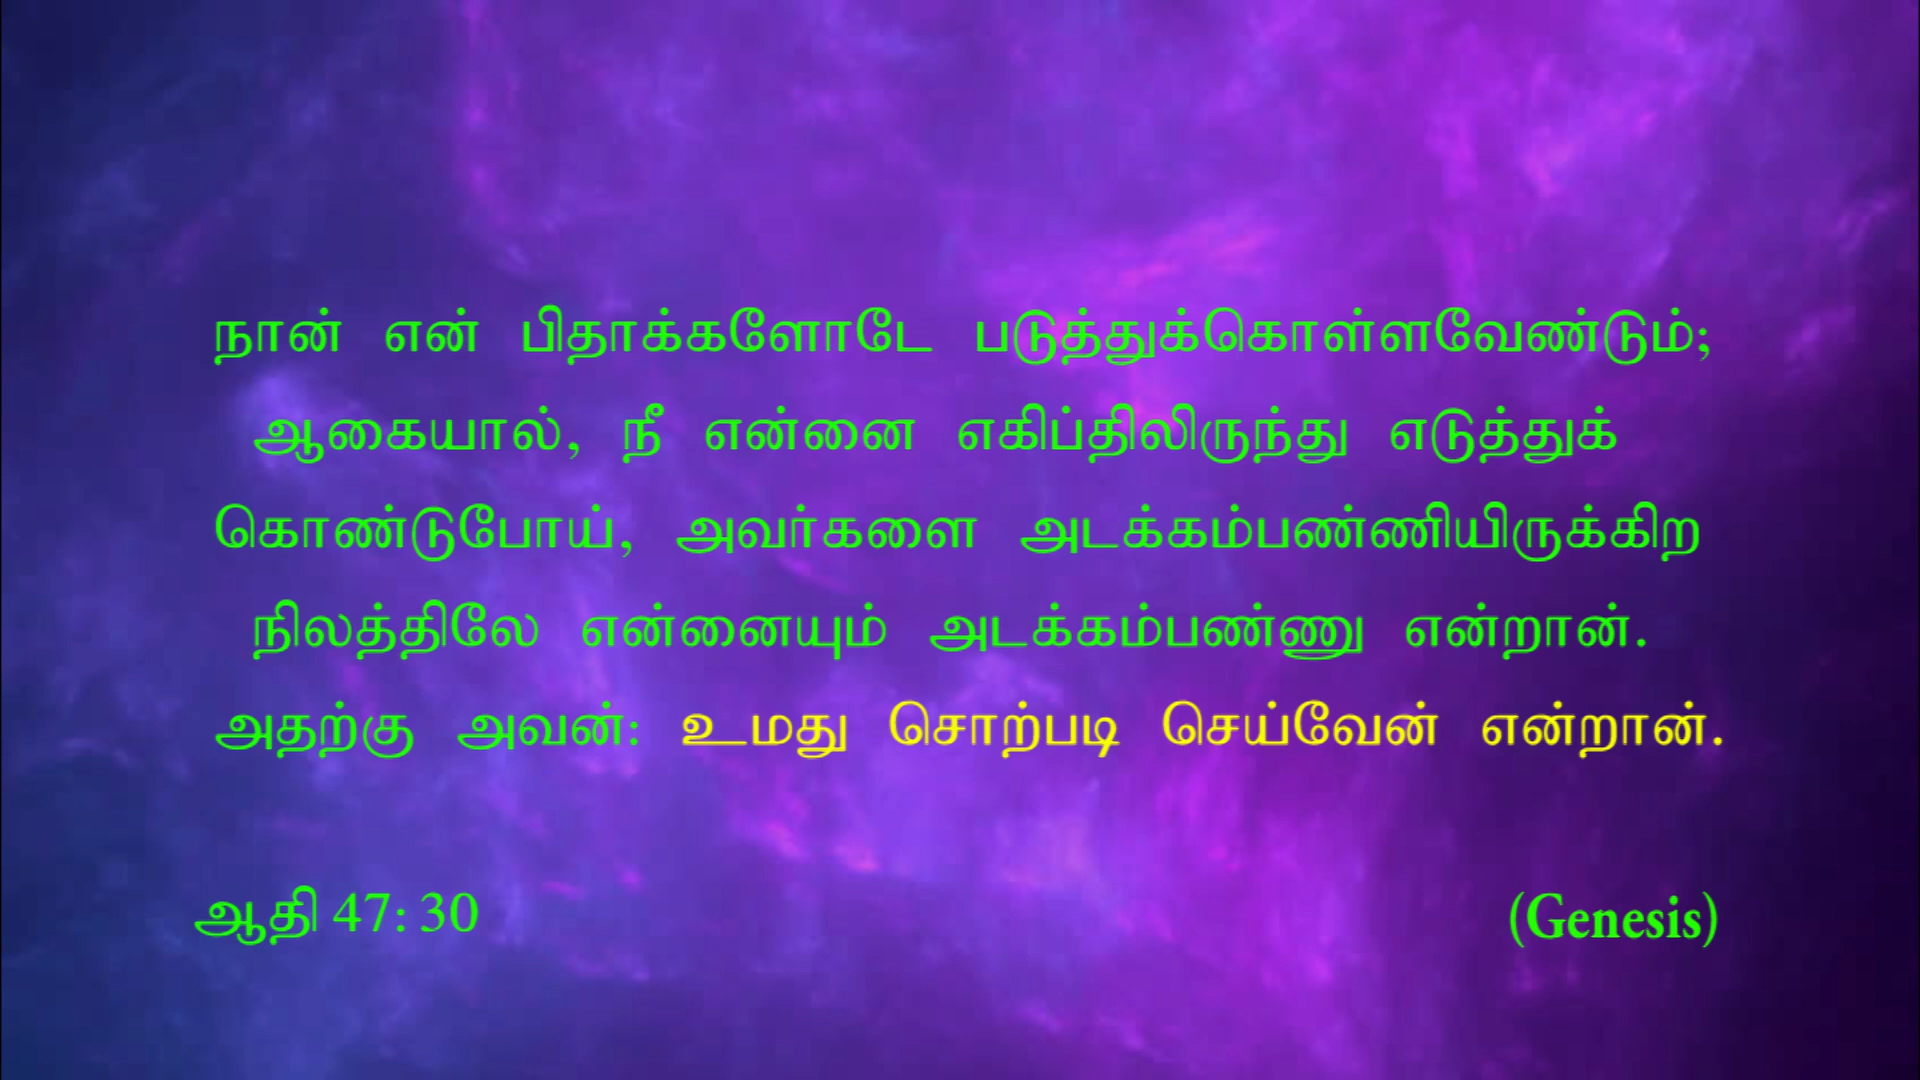 நான் என் பிதாக்களோடே படுத்துக்கொள்ளவேண்டும்;
ஆகையால், நீ என்னை எகிப்திலிருந்து எடுத்துக்
கொண்டுபோய், அவர்களை அடக்கம்பண்ணியிருக்கிற
நிலத்திலே என்னையும் அடக்கம்பண்ணு என்றான்.
அதற்கு அவன்: உமது சொற்படி செய்வேன் என்றான்.
ஆதி 47: 30 (Genesis)